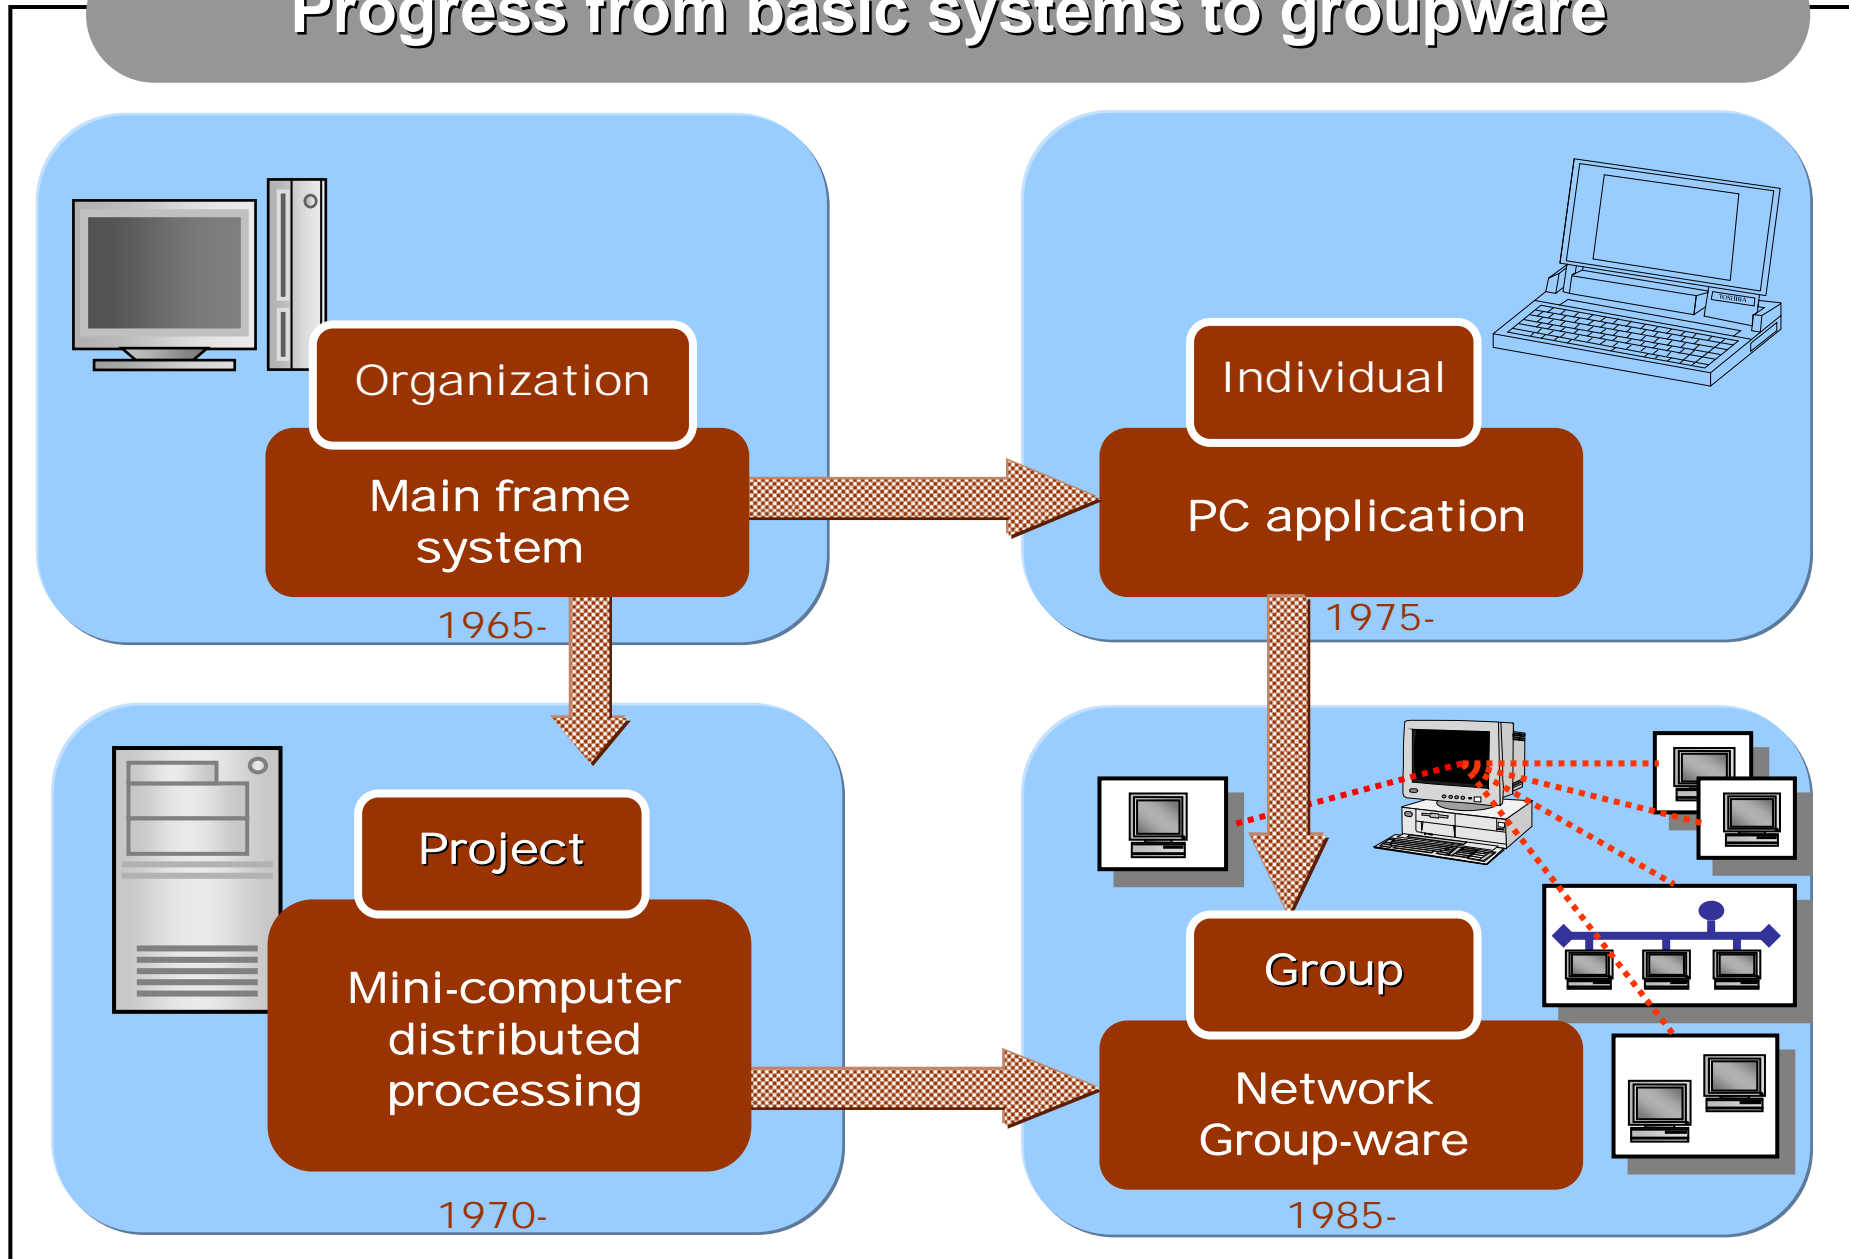 Progress from basic systems to groupware
Organization
Main frame
system
1965-
Individual
TOSHIBA
PC application
1975-
Project
Mini-computer
distributed
processing
1970-
Group
Network
Group-ware
1985-